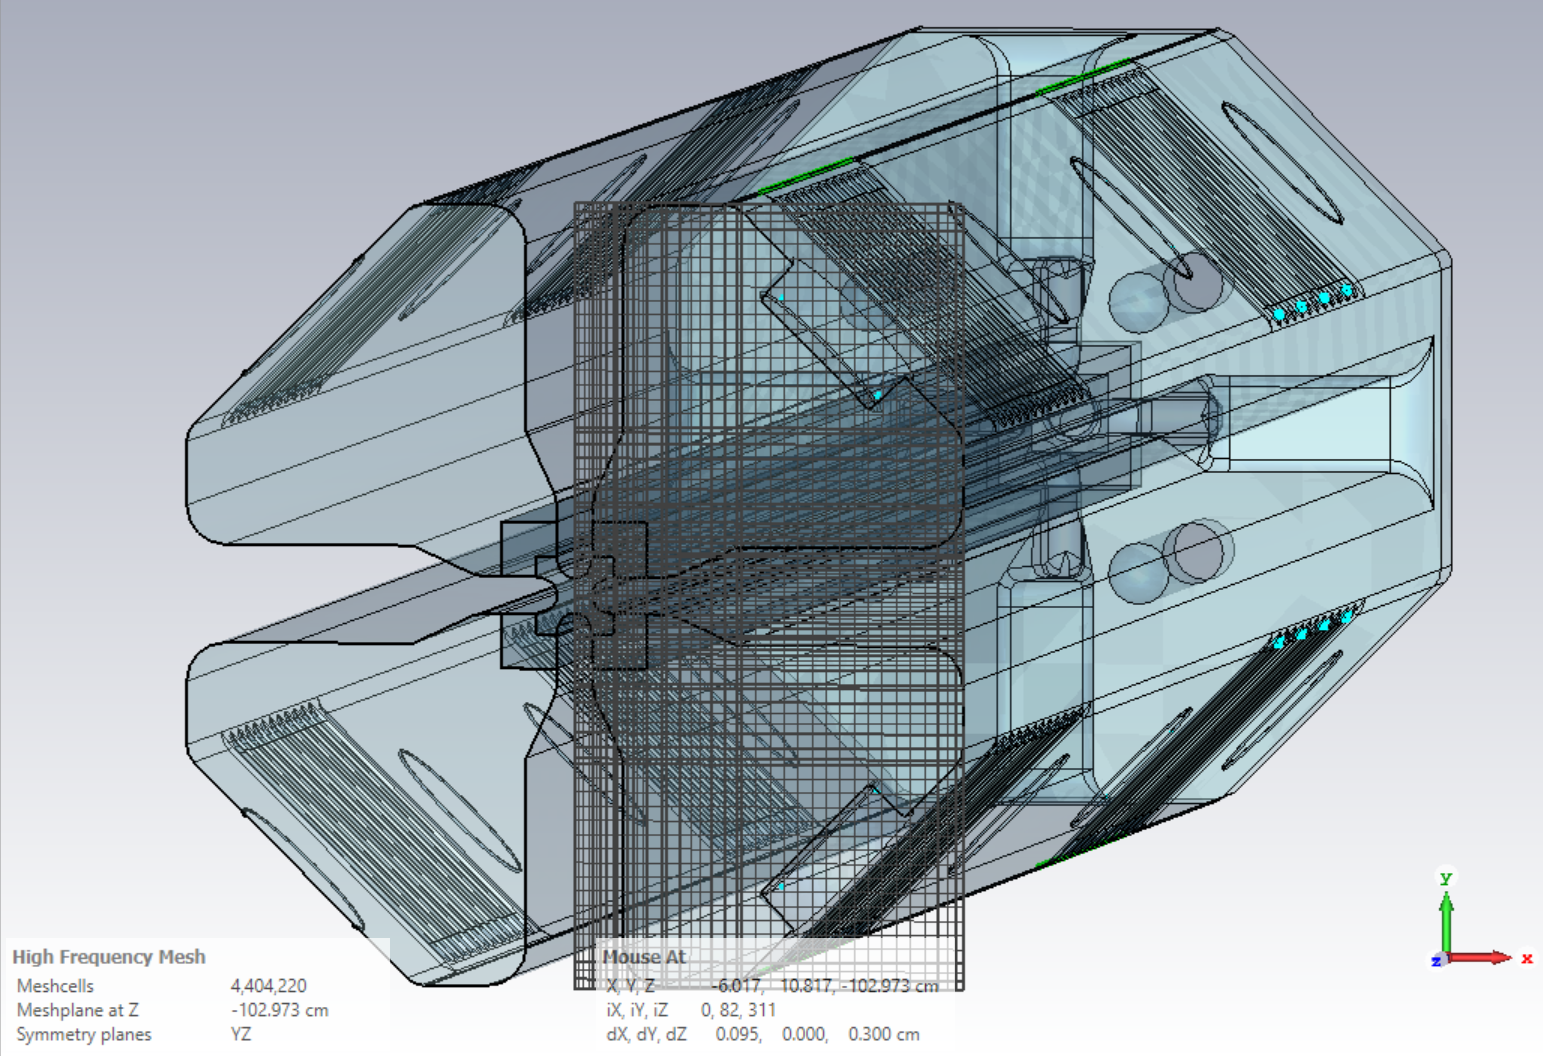 Y
z
x
High Frequency Mesh
Meshcells 4,404,220
Meshplane at Z -102.973 cm
Symmetry planes YZ
Mouse At
X, Y, Z -6.017, 10.817, -102.973 cm
iX, iY, iZ 0, 82, 311
dX, dY, dZ 0.095, 0.000, 0.300 cm